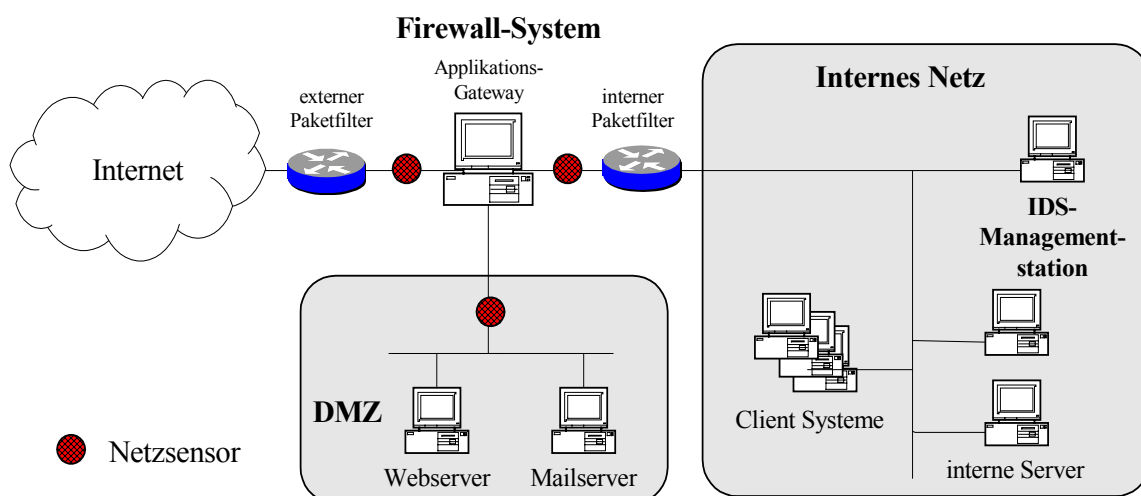 Firewall-System
Applikations-
Gateway
externer
Paketfilter
interner
Paketfilter
Internes Netz
Internet
IDS-
Management-
station
Client Systeme
interne Server
DMZ
Webserver
Mailserver
Netzsensor